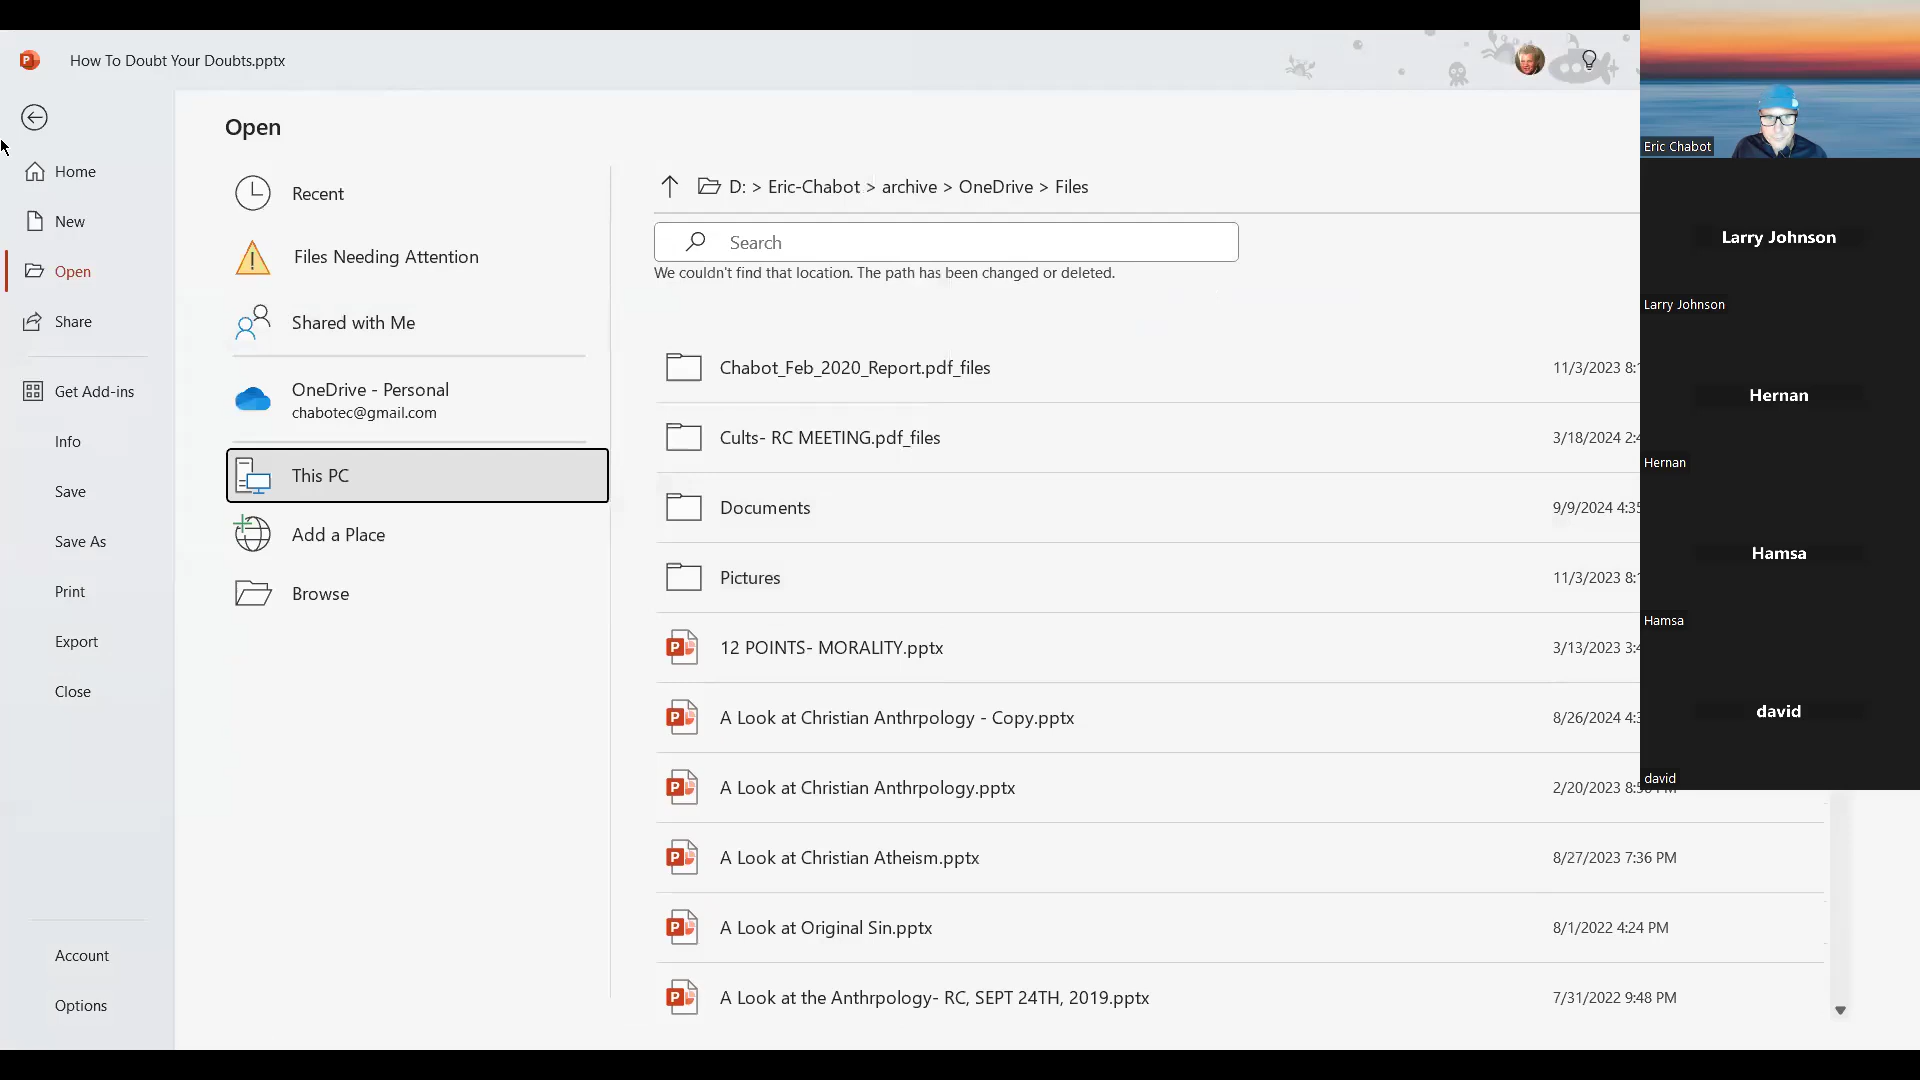 How To Doubt Your Doubts.pptx
Home
New
Open
Share
Get Add-ins
Info
Save
Save As
Print
Export
Close
Account
Options
Open
Recent
Files Needing Attention
Shared with Me
OneDrive - Personal
chabotec@gmail.com
This PC
Add a Place
Browse
D: > Eric-Chabot > archive > OneDrive > Files
Search
We couldn't find that location. The path has been changed or deleted.
Chabot_Feb_2020_Report.pdf_files 11/3/2023
Cults- RC MEETING.pdf_files 3/18/2024
Documents 9/9/2024 4:35
Pictures 11/3/2023
12 POINTS- MORALITY.pptx 3/13/2023
A Look at Christian Anthrpology - Copy.pptx 8/26/2024
A Look at Christian Anthrpology.pptx 2/20/2023
A Look at Christian Atheism.pptx 8/27/2023 7:36 PM
A Look at Original Sin.pptx 8/1/2022 4:24 PM
A Look at the Anthrpology- RC, SEPT 24TH, 2019.pptx 7/31/2022 9:48 PM
Eric Chabot
Larry Johnson
Larry Johnson
Hernan
Hernan
Hamsa
Hamsa
david
david